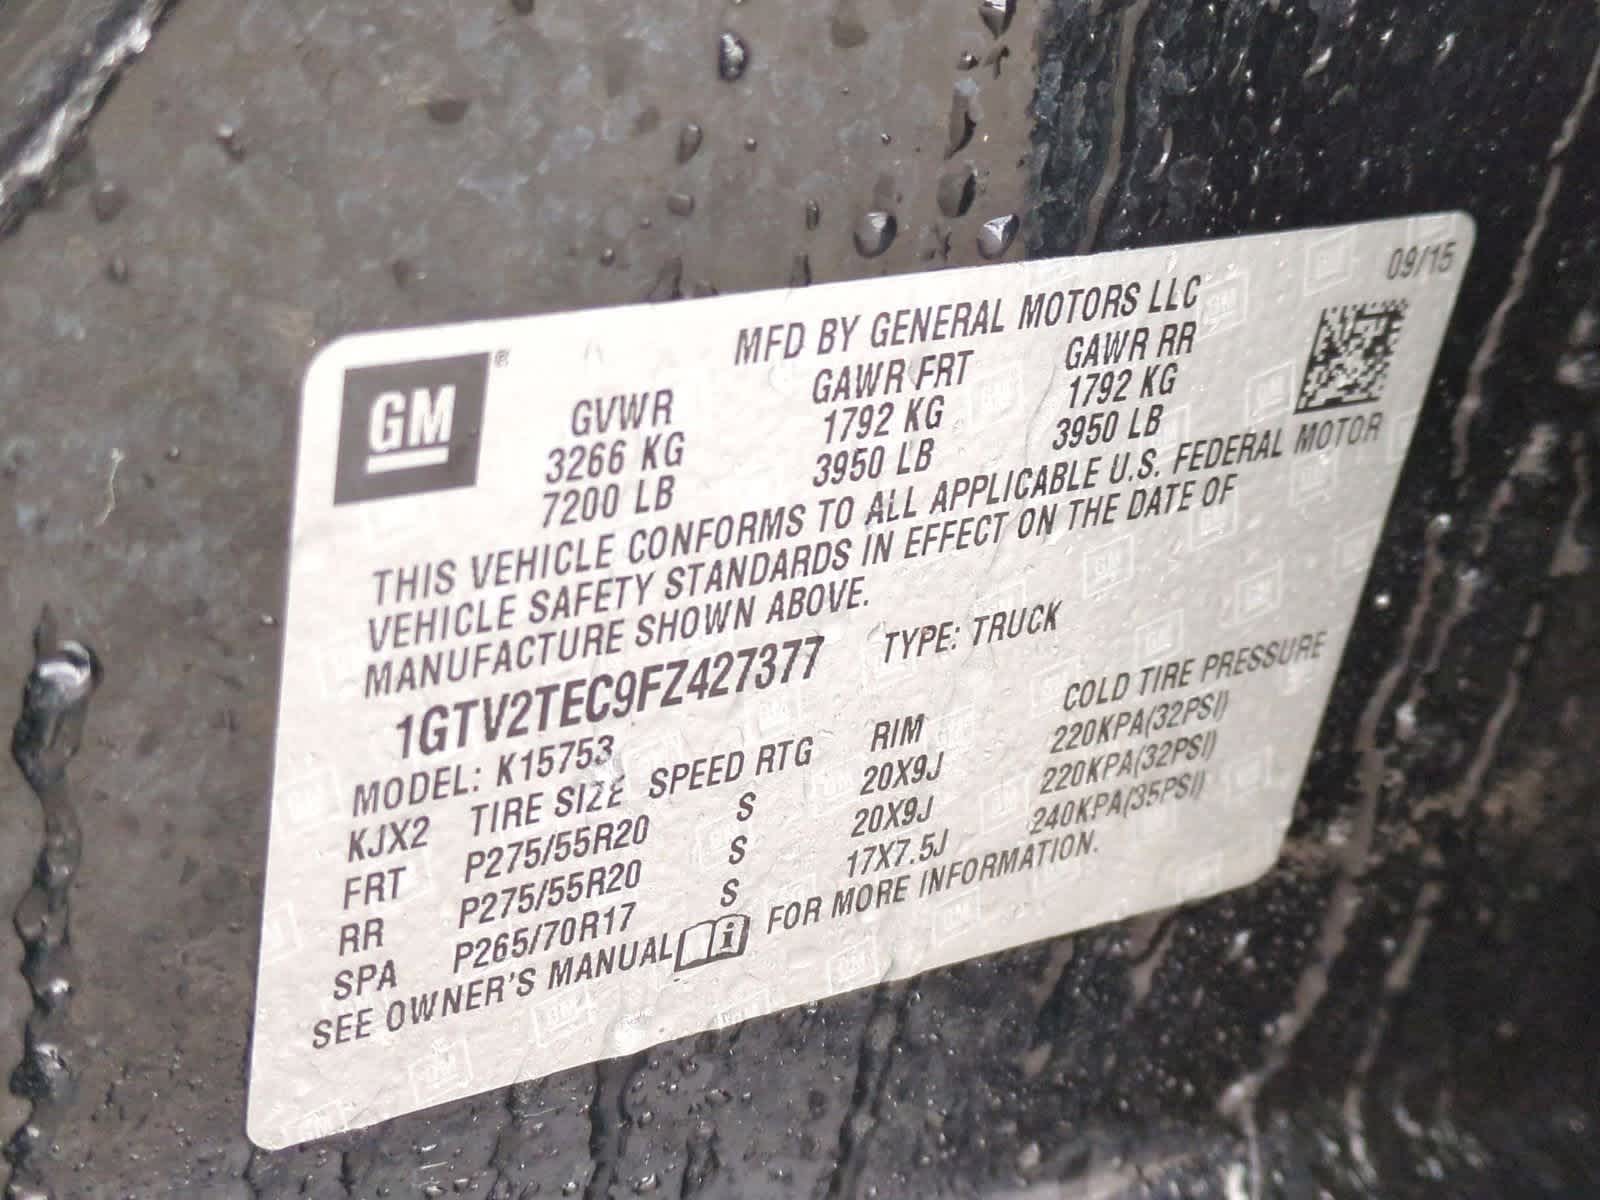 09/15
MFD BY GENERAL MOTORS LLC
GM®
GVWR GAWR FRT GAWR RR
3266 KG 1792 KG 1792 KG
7200 LB 3950 LB 3950 LB
THIS VEHICLE CONFORMS TO ALL APPLICABLE U.S. FEDERAL MOTOR
VEHICLE SAFETY STANDARDS IN EFFECT ON THE DATE OF
MANUFACTURE SHOWN ABOVE.
1GTV2TEC9FZ427377 TYPE: TRUCK
MODEL: K15753
KJX2 TIRE SIZE SPEED RTG RIM COLD TIRE PRESSURE
FRT P275/55R20 S 20X9J 220KPA(32PSI)
RR P275/55R20 S 20X9J 220KPA(32PSI)
SPA P265/70R17 S 17X7.5J 240KPA(35PSI)
SEE OWNER'S MANUAL i FOR MORE INFORMATION.